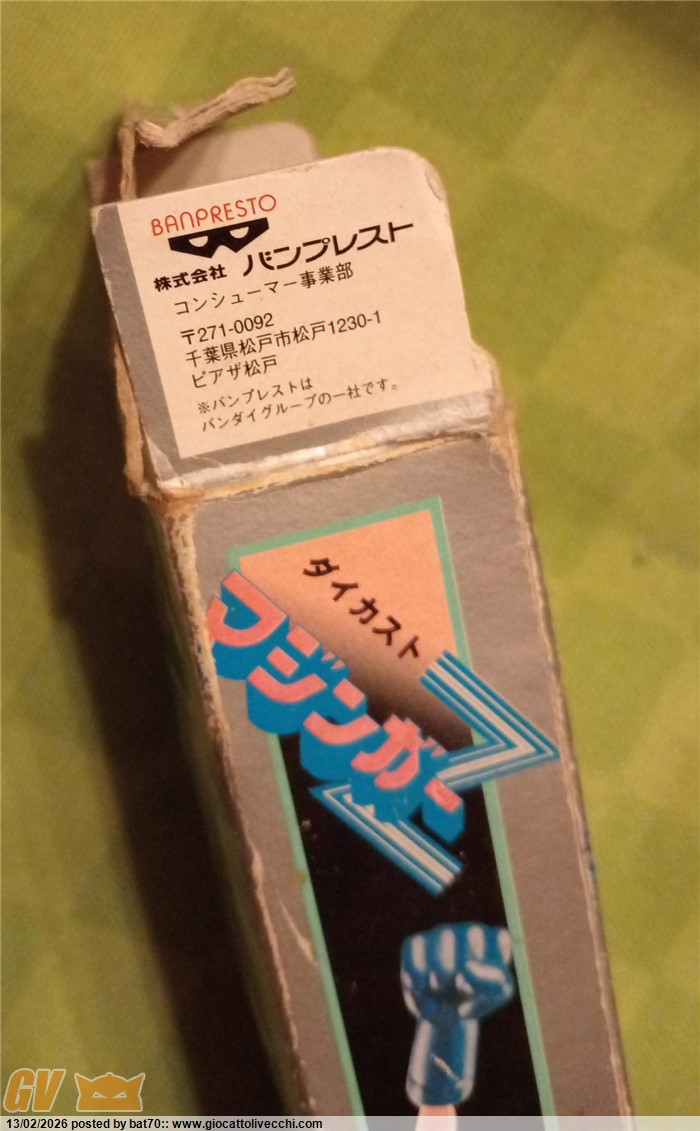 BANPRESTO
株式会社 バンプレスト
コンシューマー事業部
〒271-0092
千葉県松戸市松戸1230-1
ピアザ松戸
※バンプレストは
バンダイグループの一社です。
ダイカスト
マジンガー
Z
GV
13/02/2026 posted by bat70:: www.giocattolivecchi.com